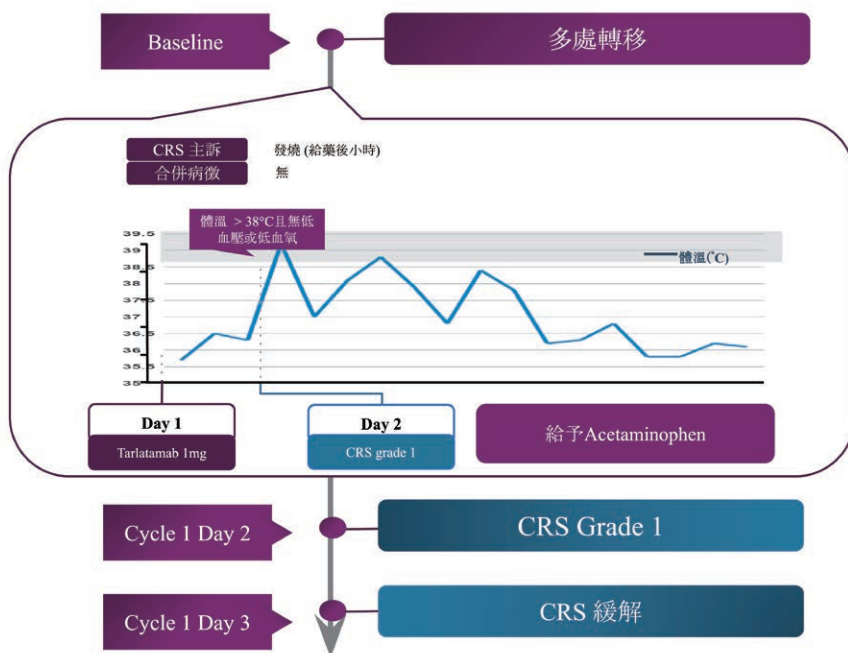 Baseline
多處轉移
CRS 主訴
發燒 (給藥後小時)
合併病徵
無
體溫 > 38°C且無低
血壓或低血氧
39.5
39
38.5
38
37.5
37
36.5
36
35.5
35
體溫(°C)
Day 1
Tarlatamab 1mg
Day 2
CRS grade 1
給予Acetaminophen
Cycle 1 Day 2
CRS Grade 1
Cycle 1 Day 3
CRS 緩解